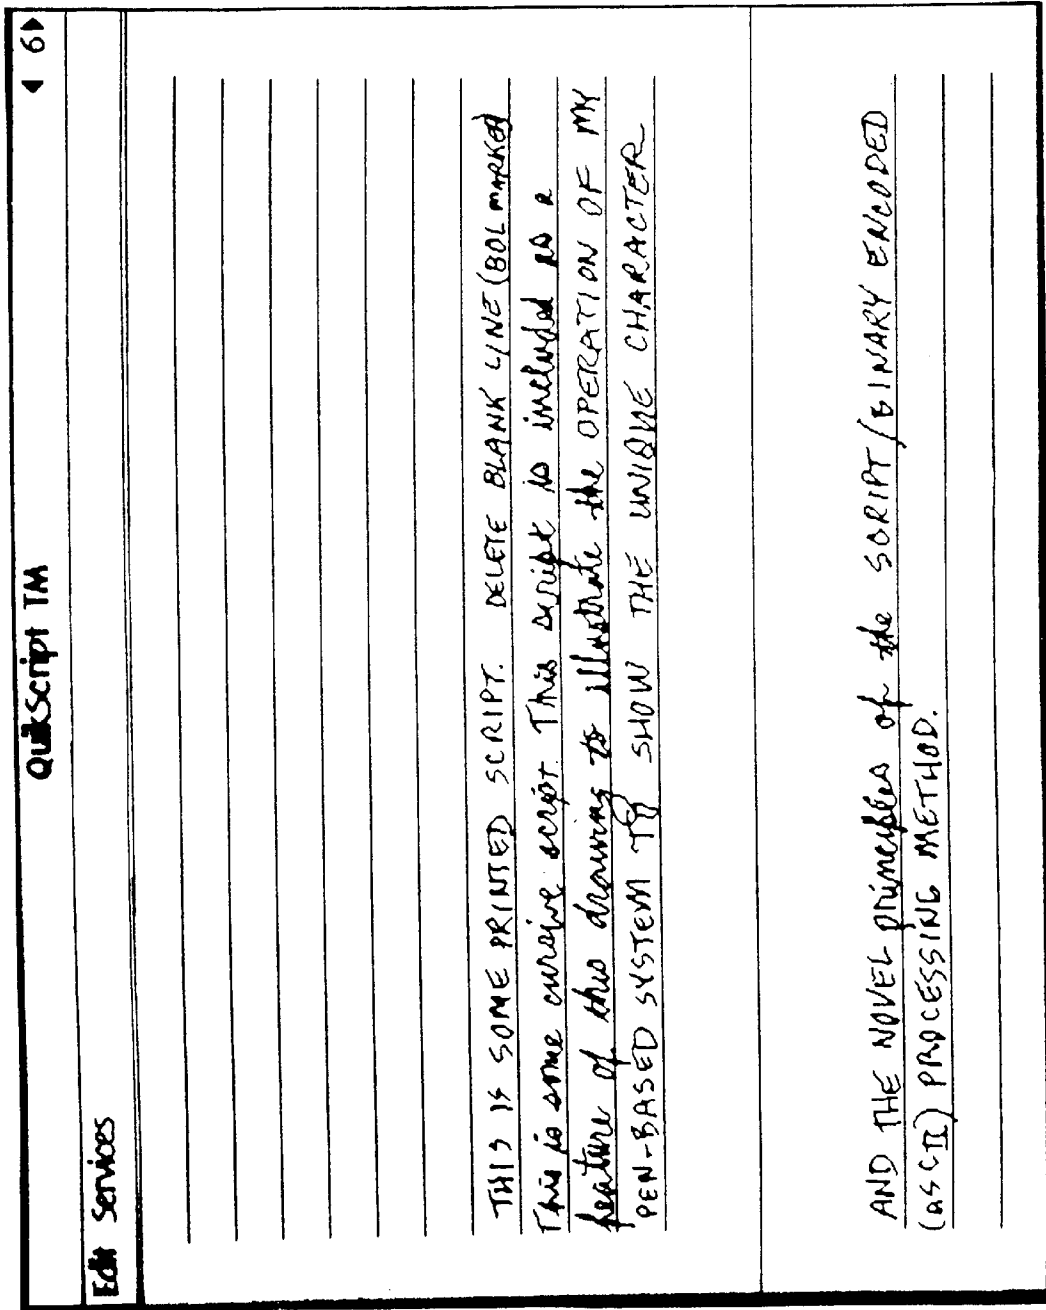 QuikScript TM
◀ 6▶
Edit Services
THIS IS SOME PRINTED SCRIPT. DELETE BLANK LINE (BOL MARKED)
This is some cursive script. This script is included as a
feature of this drawing to illustrate the OPERATION OF MY
PEN-BASED SYSTEM TO SHOW THE UNIQUE CHARACTER
AND THE NOVEL principles of the SCRIPT/BINARY ENCODED
(ASCII) PROCESSING METHOD.